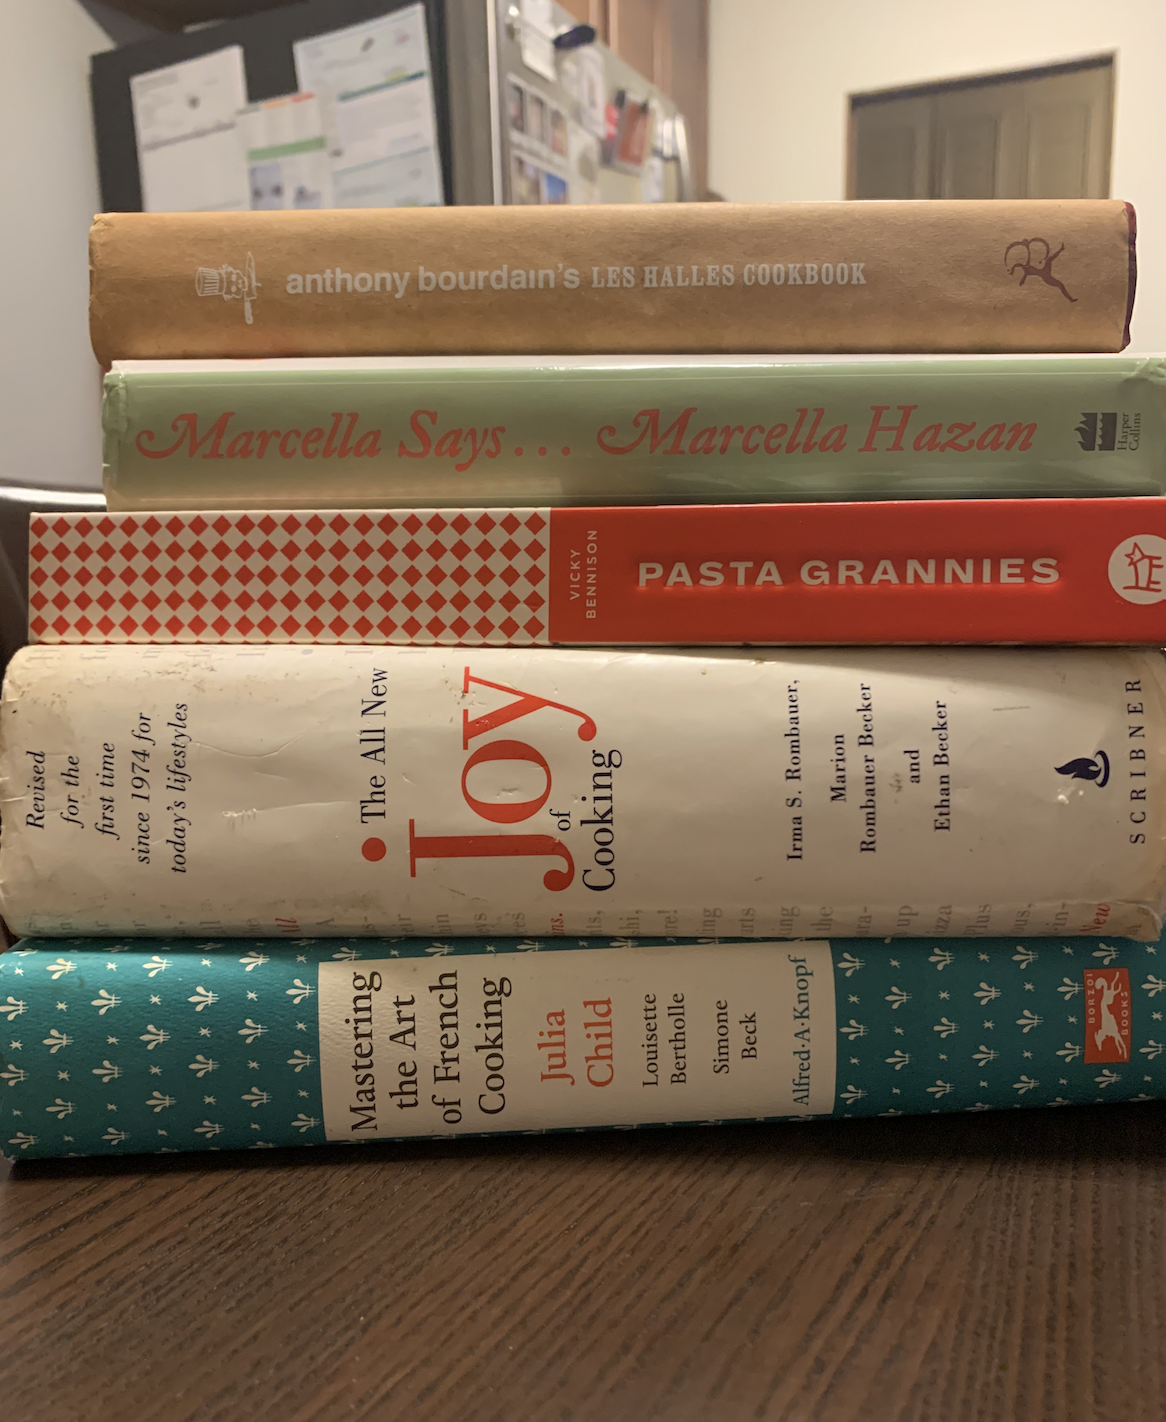 anthony bourdain's LES HALLES COOKBOOK
Marcella Says... Marcella Hazan
Harper
Collins
VICKY
BENNISON
PASTA GRANNIES
Revised
for the
first time
since 1974 for
today's lifestyles
The All New
Joy
of
Cooking
Irma S. Rombauer,
Marion
Rombauer Becker
and
Ethan Becker
SCRIBNER
All
New
Mastering
the Art
of French
Cooking
Julia
Child
Louisette
Bertholle
Simone
Beck
Alfred·A·Knopf
BORZOI
BOOKS